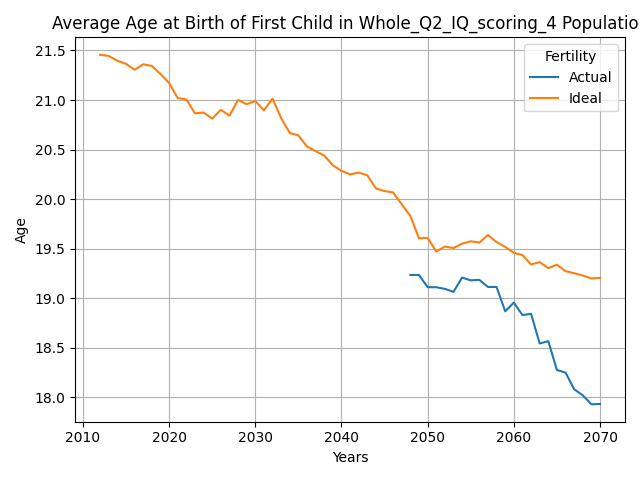 Average Age at Birth of First Child in Whole_Q2_IQ_scoring_4 Populatio
Fertility
Actual
Ideal
21.5
21.0
20.5
20.0
19.5
19.0
18.5
18.0
Age
2010 2020 2030 2040 2050 2060 2070
Years